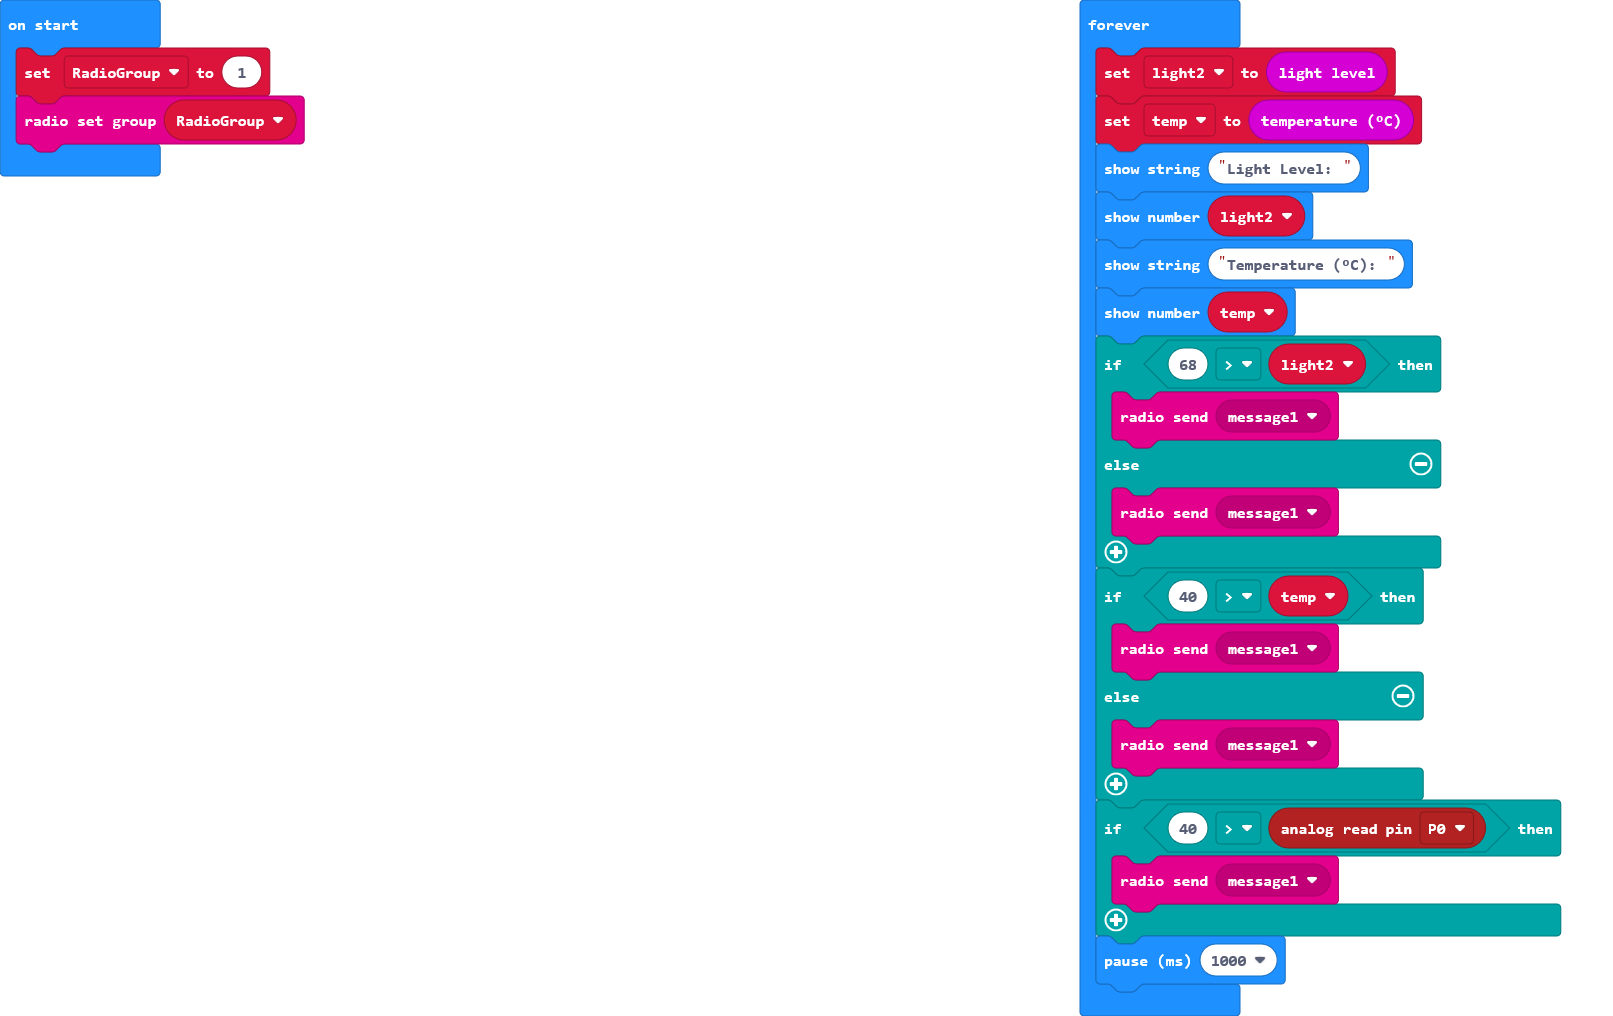 on start
set RadioGroup to 1
radio set group RadioGroup
forever
set light2 to light level
set temp to temperature (ºC)
show string "Light Level: "
show number light2
show string "Temperature (ºC): "
show number temp
if 68 > light2 then
radio send message1
else
radio send message1
if 40 > temp then
radio send message1
else
radio send message1
if 40 > analog read pin P0 then
radio send message1
pause (ms) 1000